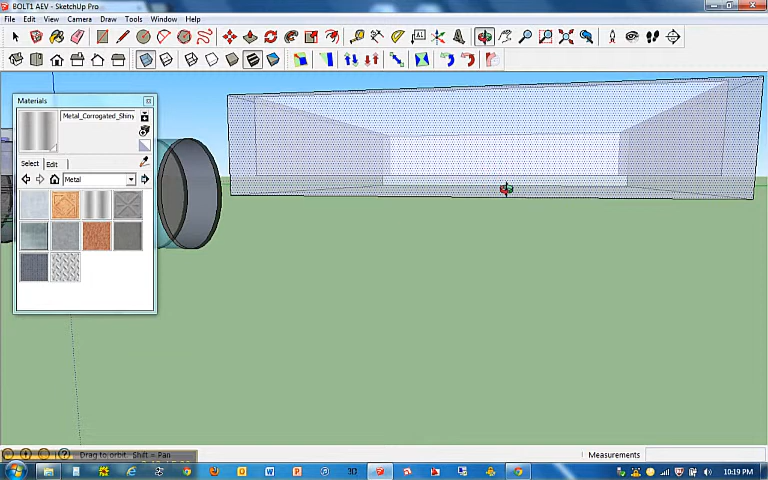 BOLT1 AEV - SketchUp Pro
File Edit View Camera Draw Tools Window Help
Materials
Metal_Corrogated_Shiny
Select Edit
Metal
Drag to orbit. Shift = Pan
Measurements
10:19 PM